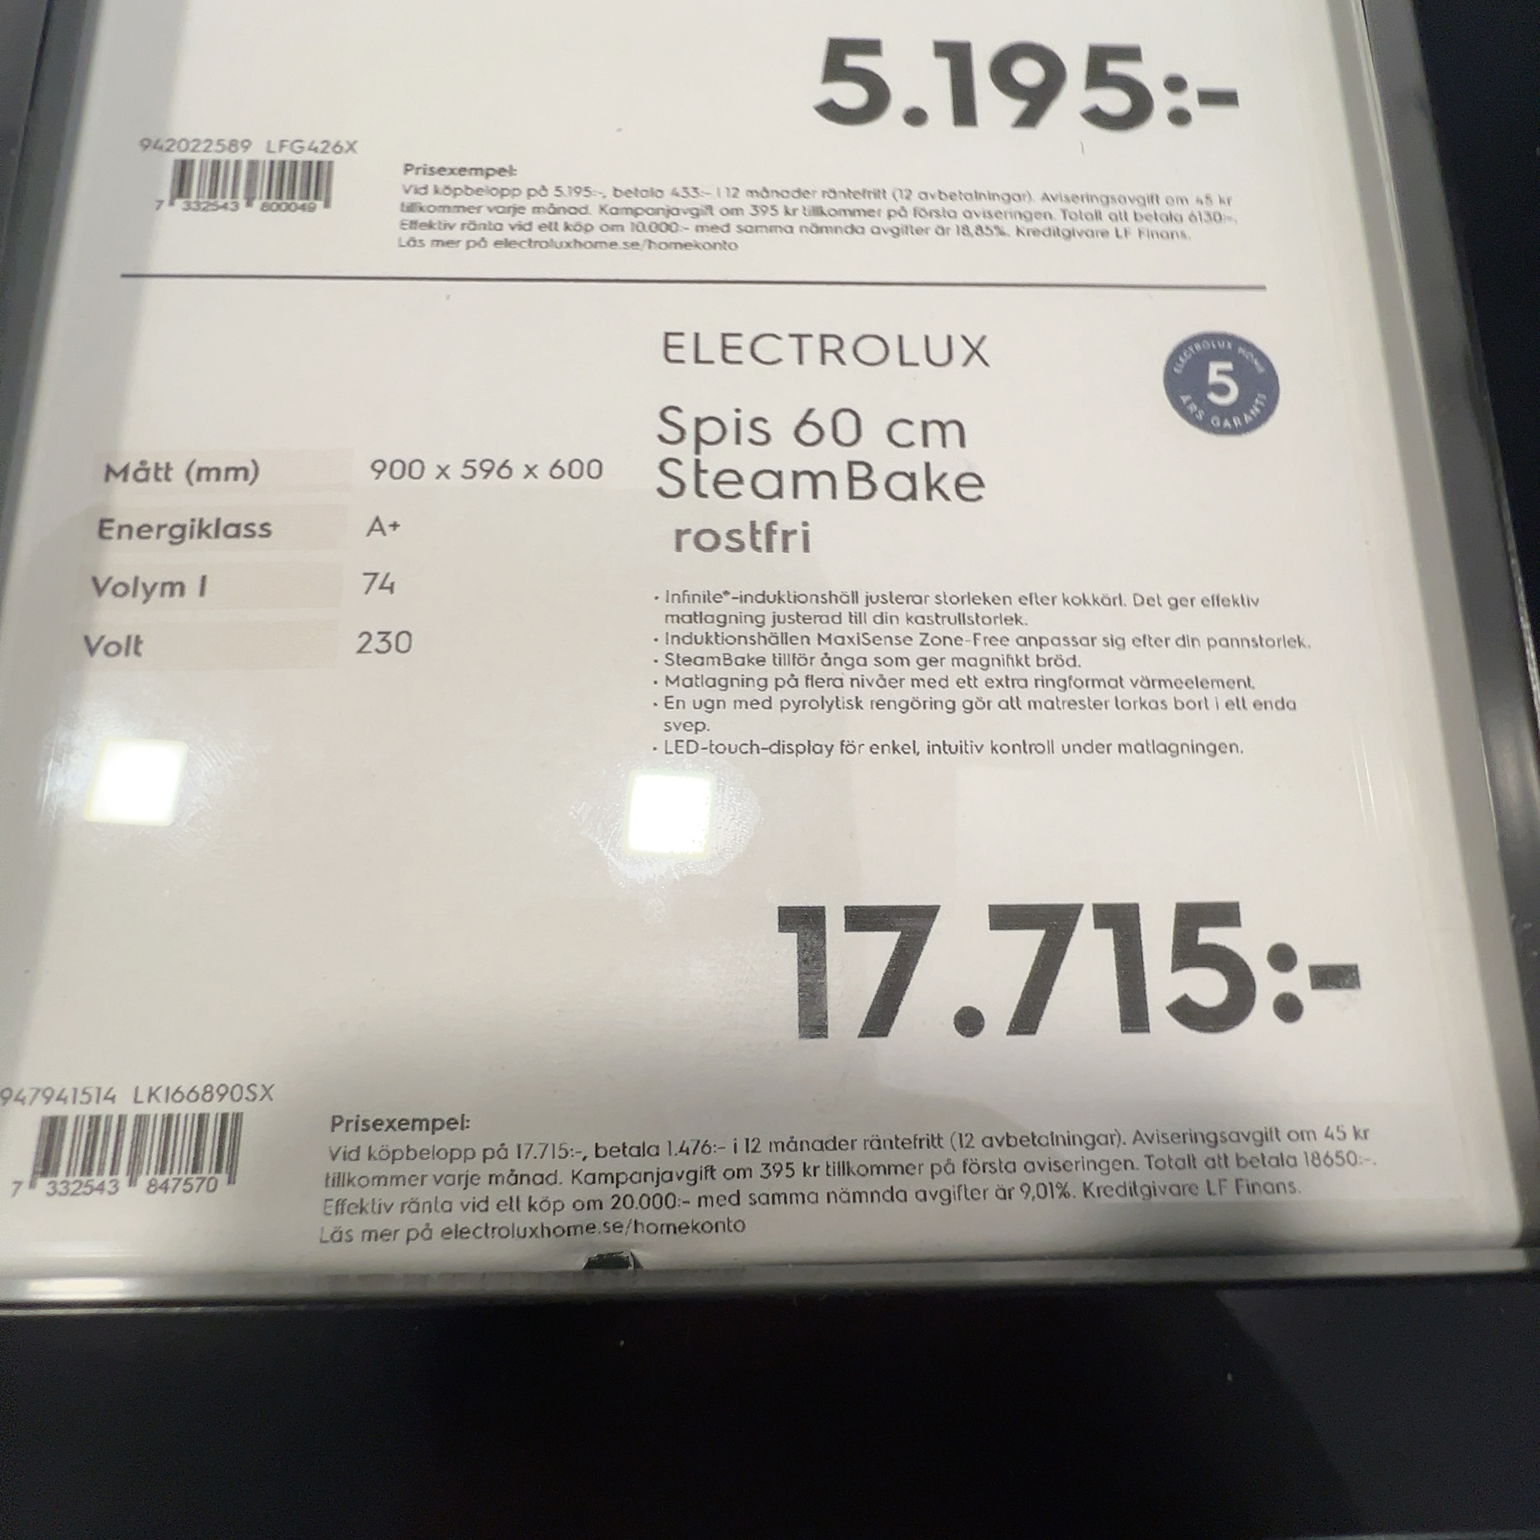 5.195:-
942022589 LFG426X
7 332543 800049
Prisexempel:
Vid köpbelopp på 5.195:-, betala 433:- i 12 månader räntefritt (12 avbetalningar). Aviseringsavgift om 45 kr
tillkommer varje månad. Kampanjavgift om 395 kr tillkommer på första aviseringen. Totalt att betala 6130:-.
Effektiv ränta vid ett köp om 10.000:- med samma nämnda avgifter är 18,85%. Kreditgivare LF Finans.
Läs mer på electroluxhome.se/homekonto
ELECTROLUX
ELECTROLUX HOME
5
ÅRS GARANTI
Spis 60 cm
SteamBake
rostfri
Mått (mm) 900 x 596 x 600
Energiklass A+
Volym l 74
Volt 230
• Infinite®-induktionshäll justerar storleken efter kokkärl. Det ger effektiv
matlagning justerad till din kastrullstorlek.
• Induktionshällen MaxiSense Zone-Free anpassar sig efter din pannstorlek.
• SteamBake tillför ånga som ger magnifikt bröd.
• Matlagning på flera nivåer med ett extra ringformat värmeelement.
• En ugn med pyrolytisk rengöring gör att matrester torkas bort i ett enda
svep.
• LED-touch-display för enkel, intuitiv kontroll under matlagningen.
17.715:-
947941514 LKI66890SX
7 332543 847570
Prisexempel:
Vid köpbelopp på 17.715:-, betala 1.476:- i 12 månader räntefritt (12 avbetalningar). Aviseringsavgift om 45 kr
tillkommer varje månad. Kampanjavgift om 395 kr tillkommer på första aviseringen. Totalt att betala 18650:-.
Effektiv ränta vid ett köp om 20.000:- med samma nämnda avgifter är 9,01%. Kreditgivare LF Finans.
Läs mer på electroluxhome.se/homekonto